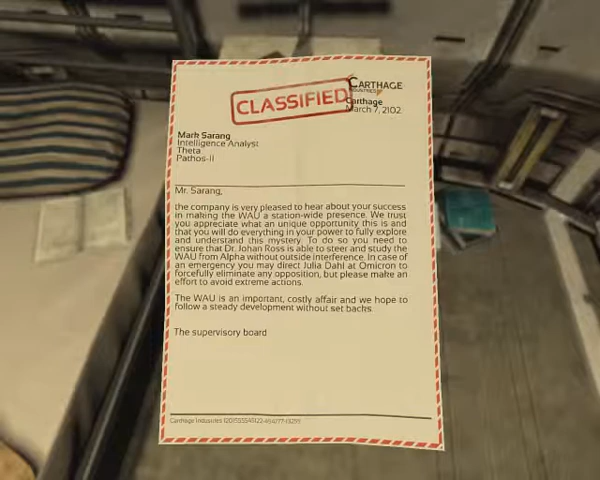 CLASSIFIED
CARTHAGE
INDUSTRIES
Carthage
March 7, 2102
Mark Sarang
Intelligence Analyst
Theta
Pathos-II
Mr. Sarang,
the company is very pleased to hear about your success
in making the WAU a station-wide presence. We trust
you appreciate what an unique opportunity this is and
that you will do everything in your power to fully explore
and understand this mystery. To do so you need to
ensure that Dr. Johan Ross is able to steer and study the
WAU from Alpha without outside interference. In case of
an emergency you may direct Julia Dahl at Omicron to
forcefully eliminate any opposition, but please make an
effort to avoid extreme actions.
The WAU is an important, costly affair and we hope to
follow a steady development without set backs
The supervisory board
Carthage Industries